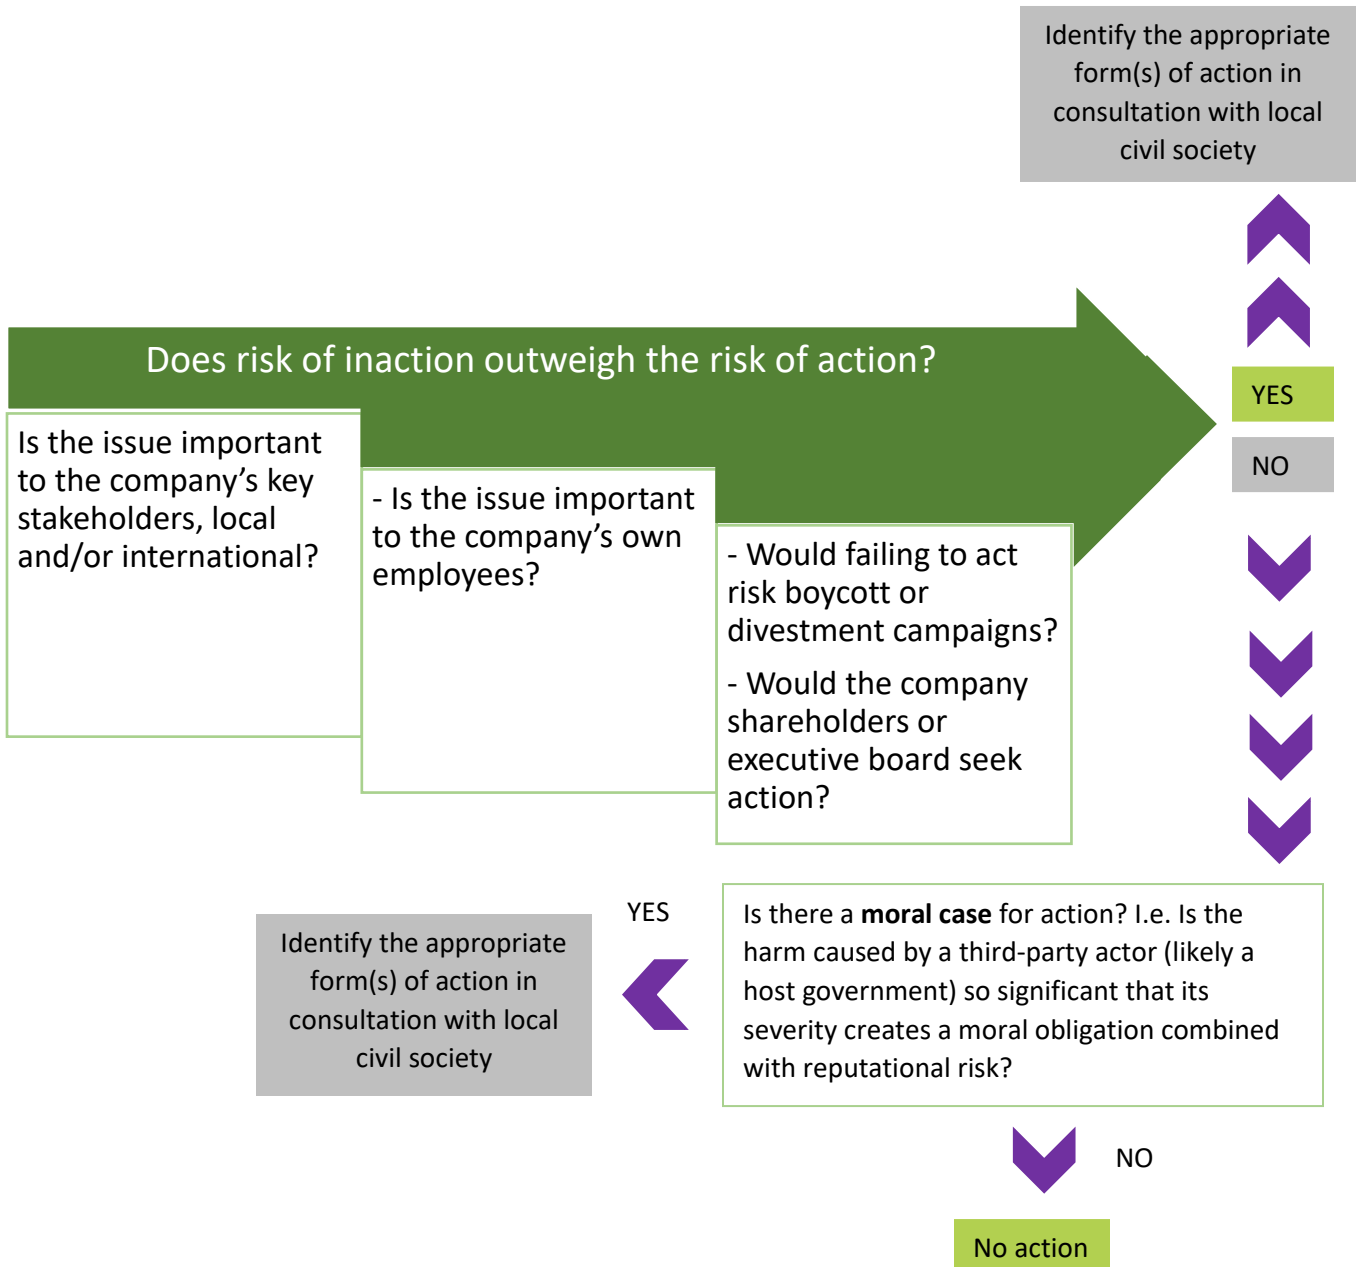 Identify the appropriate
form(s) of action in
consultation with local
civil society
Does risk of inaction outweigh the risk of action?
YES
NO
Is the issue important
to the company’s key
stakeholders, local
and/or international?
- Is the issue important
to the company’s own
employees?
- Would failing to act
risk boycott or
divestment campaigns?
- Would the company
shareholders or
executive board seek
action?
YES
Identify the appropriate
form(s) of action in
consultation with local
civil society
Is there a moral case for action? I.e. Is the
harm caused by a third-party actor (likely a
host government) so significant that its
severity creates a moral obligation combined
with reputational risk?
NO
No action